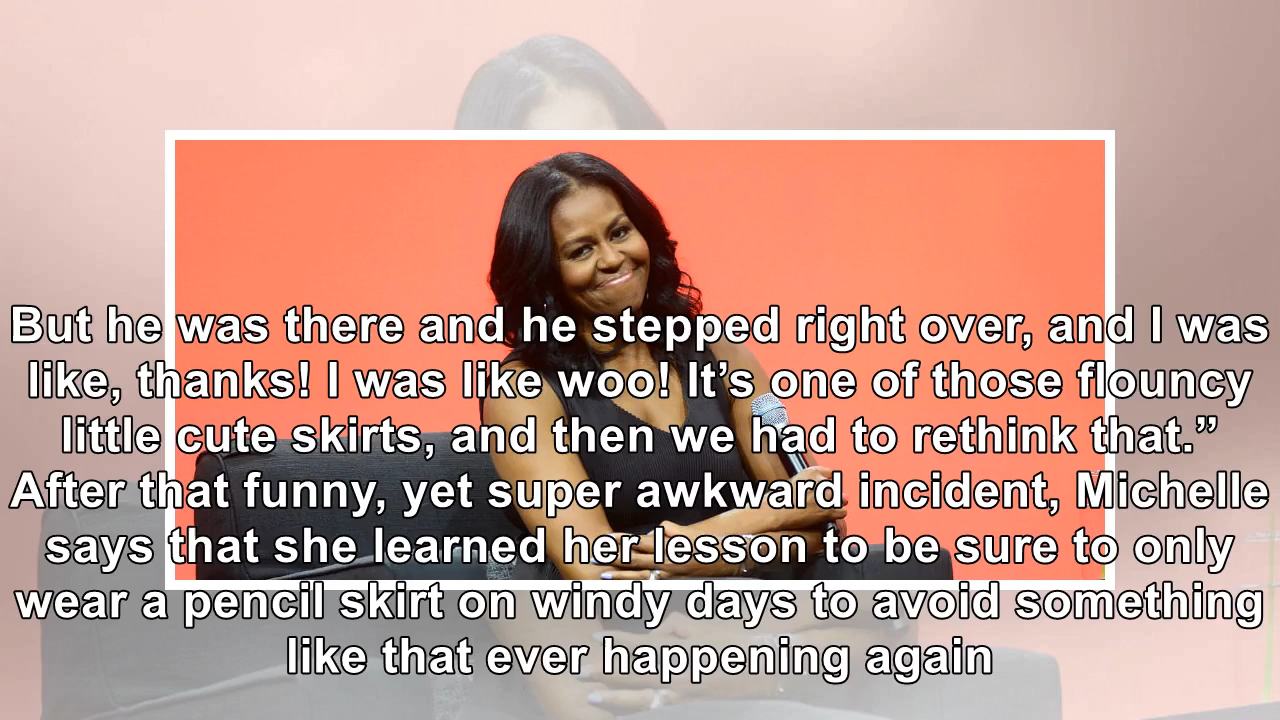 But he was there and he stepped right over, and I was
like, thanks! I was like woo! It’s one of those flouncy
little cute skirts, and then we had to rethink that.”
After that funny, yet super awkward incident, Michelle
says that she learned her lesson to be sure to only
wear a pencil skirt on windy days to avoid something
like that ever happening again